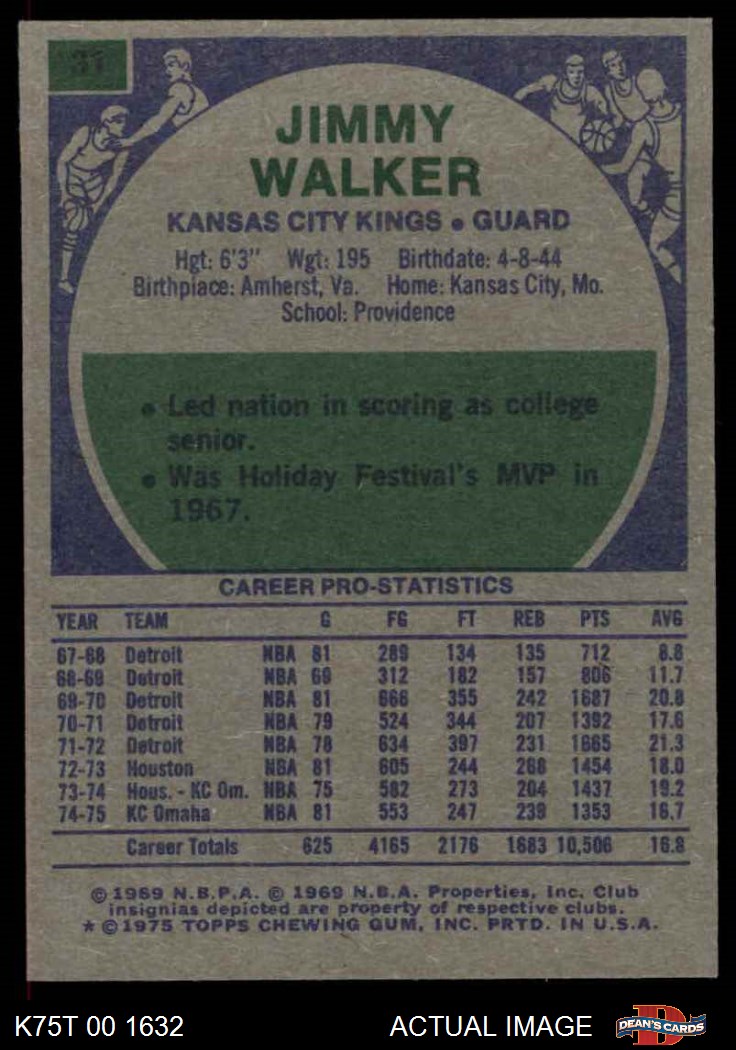 31
JIMMY
WALKER
KANSAS CITY KINGS • GUARD
Hgt: 6'3" Wgt: 195 Birthdate: 4-8-44
Birthplace: Amherst, Va. Home: Kansas City, Mo.
School: Providence
• Led nation in scoring as college
senior.
• Was Holiday Festival's MVP in
1967.
CAREER PRO-STATISTICS
YEAR TEAM G FG FT REB PTS AVG
67-68 Detroit NBA 81 289 134 135 712 8.8
68-69 Detroit NBA 69 312 182 157 806 11.7
69-70 Detroit NBA 81 666 355 242 1687 20.8
70-71 Detroit NBA 79 524 344 207 1392 17.6
71-72 Detroit NBA 78 634 397 231 1665 21.3
72-73 Houston NBA 81 605 244 268 1454 18.0
73-74 Hous. - KC Om. NBA 75 582 273 204 1437 19.2
74-75 KC Omaha NBA 81 553 247 239 1353 16.7
Career Totals 625 4165 2176 1683 10,506 16.8
© 1969 N.B.P.A. © 1969 N.B.A. Properties, Inc. Club
insignias depicted are property of respective clubs.
* © 1975 TOPPS CHEWING GUM, INC. PRTD. IN U.S.A.
K75T 00 1632 ACTUAL IMAGE D DEAN'S CARDS